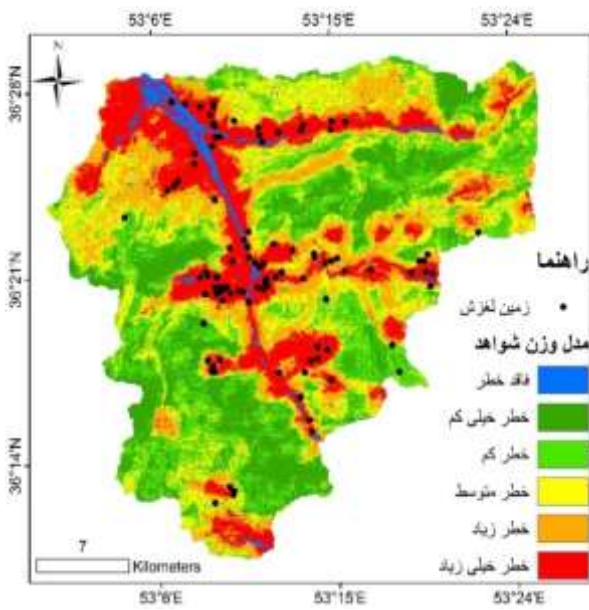 53°6'E 53°15'E 53°24'E
N
36°28'N
36°21'N
36°14'N
راهنما
زمین لغزش
مدل وزن شواهد
فاقد خطر
خطر خیلی کم
خطر کم
خطر متوسط
خطر زیاد
خطر خیلی زیاد
7
Kilometers
53°6'E 53°15'E 53°24'E